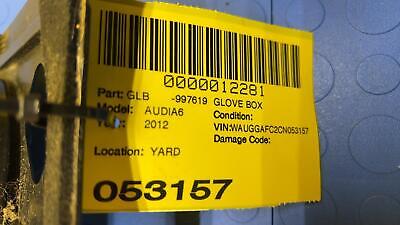 0000012281
Part: GLB -997619 GLOVE BOX
Model: AUDIA6 Condition:
Year: 2012 VIN:WAUGGAFC2CN053157
Damage Code:
Location: YARD
053157